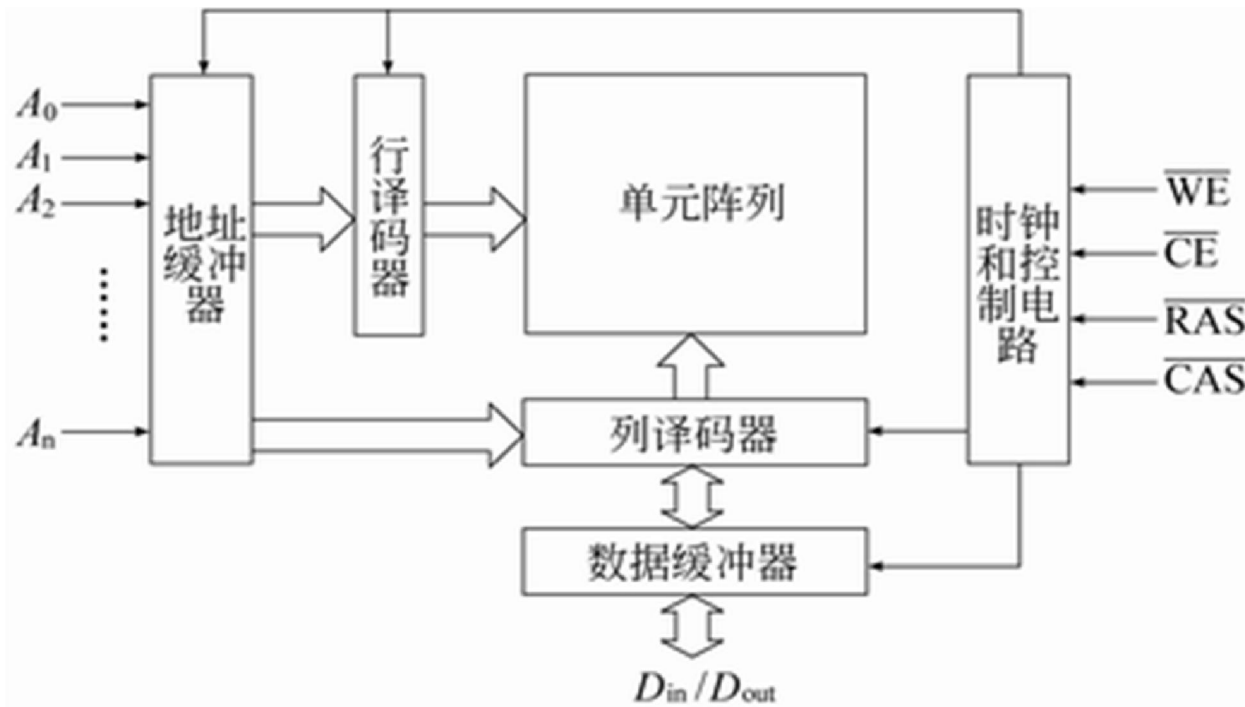 A0
A1
A2
……
An
地址
缓冲
器
行
译
码
器
单元阵列
列译码器
数据缓冲器
Din /Dout
时钟
和控
制电
路
WE
CE
RAS
CAS